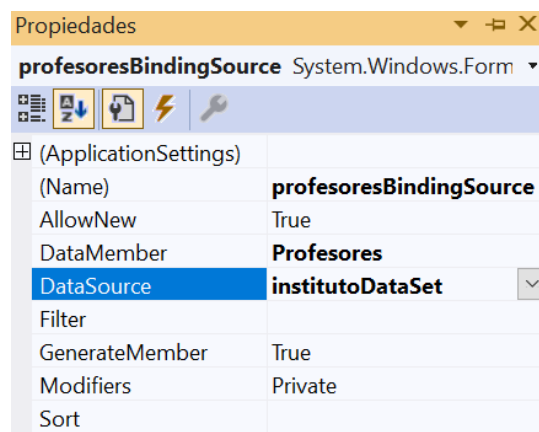 Propiedades
profesoresBindingSource System.Windows.Form
(ApplicationSettings)
(Name) profesoresBindingSource
AllowNew True
DataMember Profesores
DataSource institutoDataSet
Filter
GenerateMember True
Modifiers Private
Sort